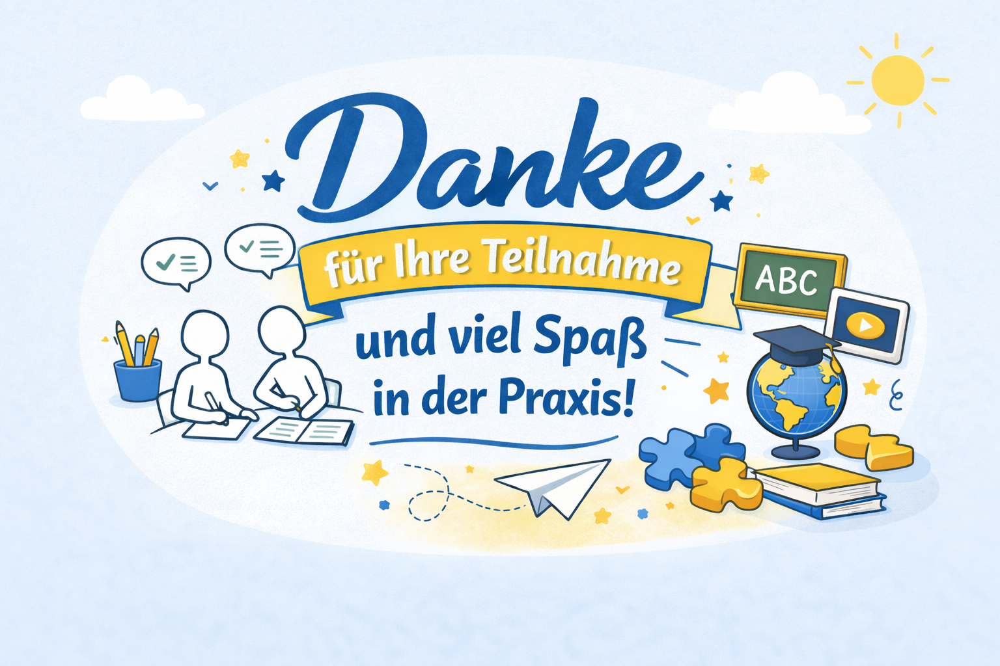 Danke
für Ihre Teilnahme
und viel Spaß
in der Praxis!
ABC